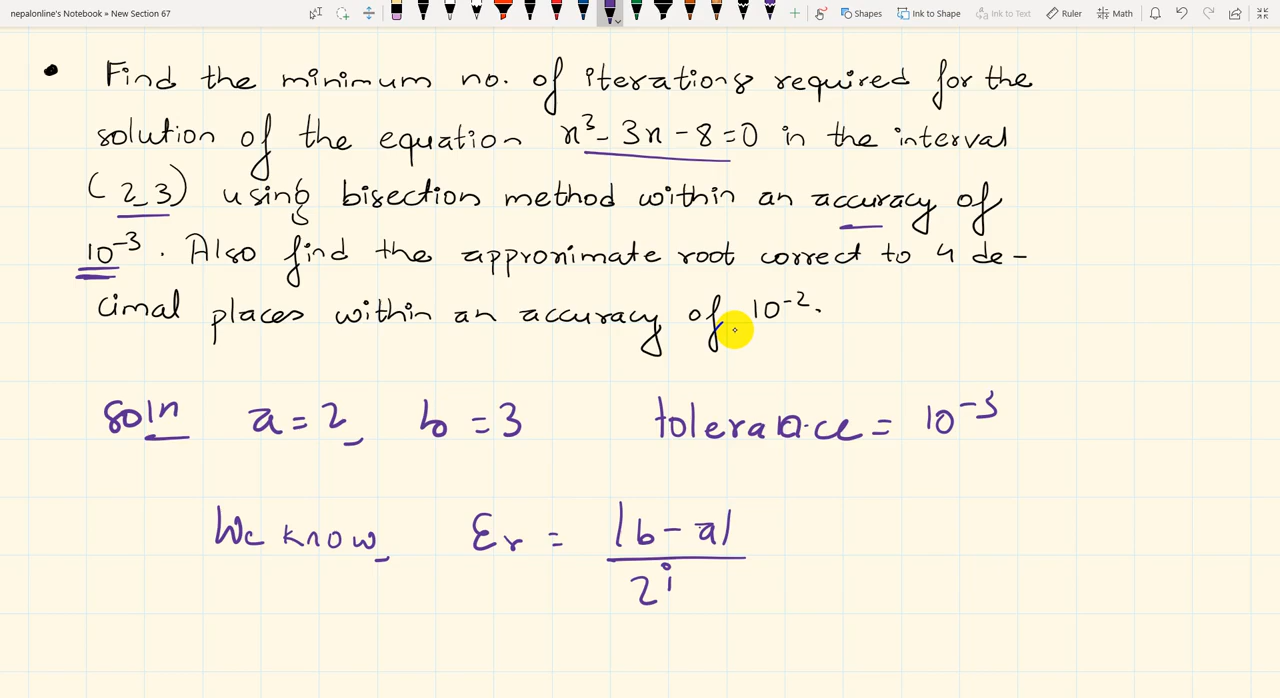 nepalonline's Notebook » New Section 67
Shapes Ink to Shape Ink to Text Ruler Math
Find the minimum no. of iterations required for the
solution of the equation x³ - 3x - 8 = 0 in the interval
(2, 3) using bisection method within an accuracy of
10⁻³. Also find the approximate root correct to 4 de-
cimal places within an accuracy of 10⁻².
soln a = 2, b = 3 tolerance = 10⁻³
We know, Er = |b - a| / 2ⁱ